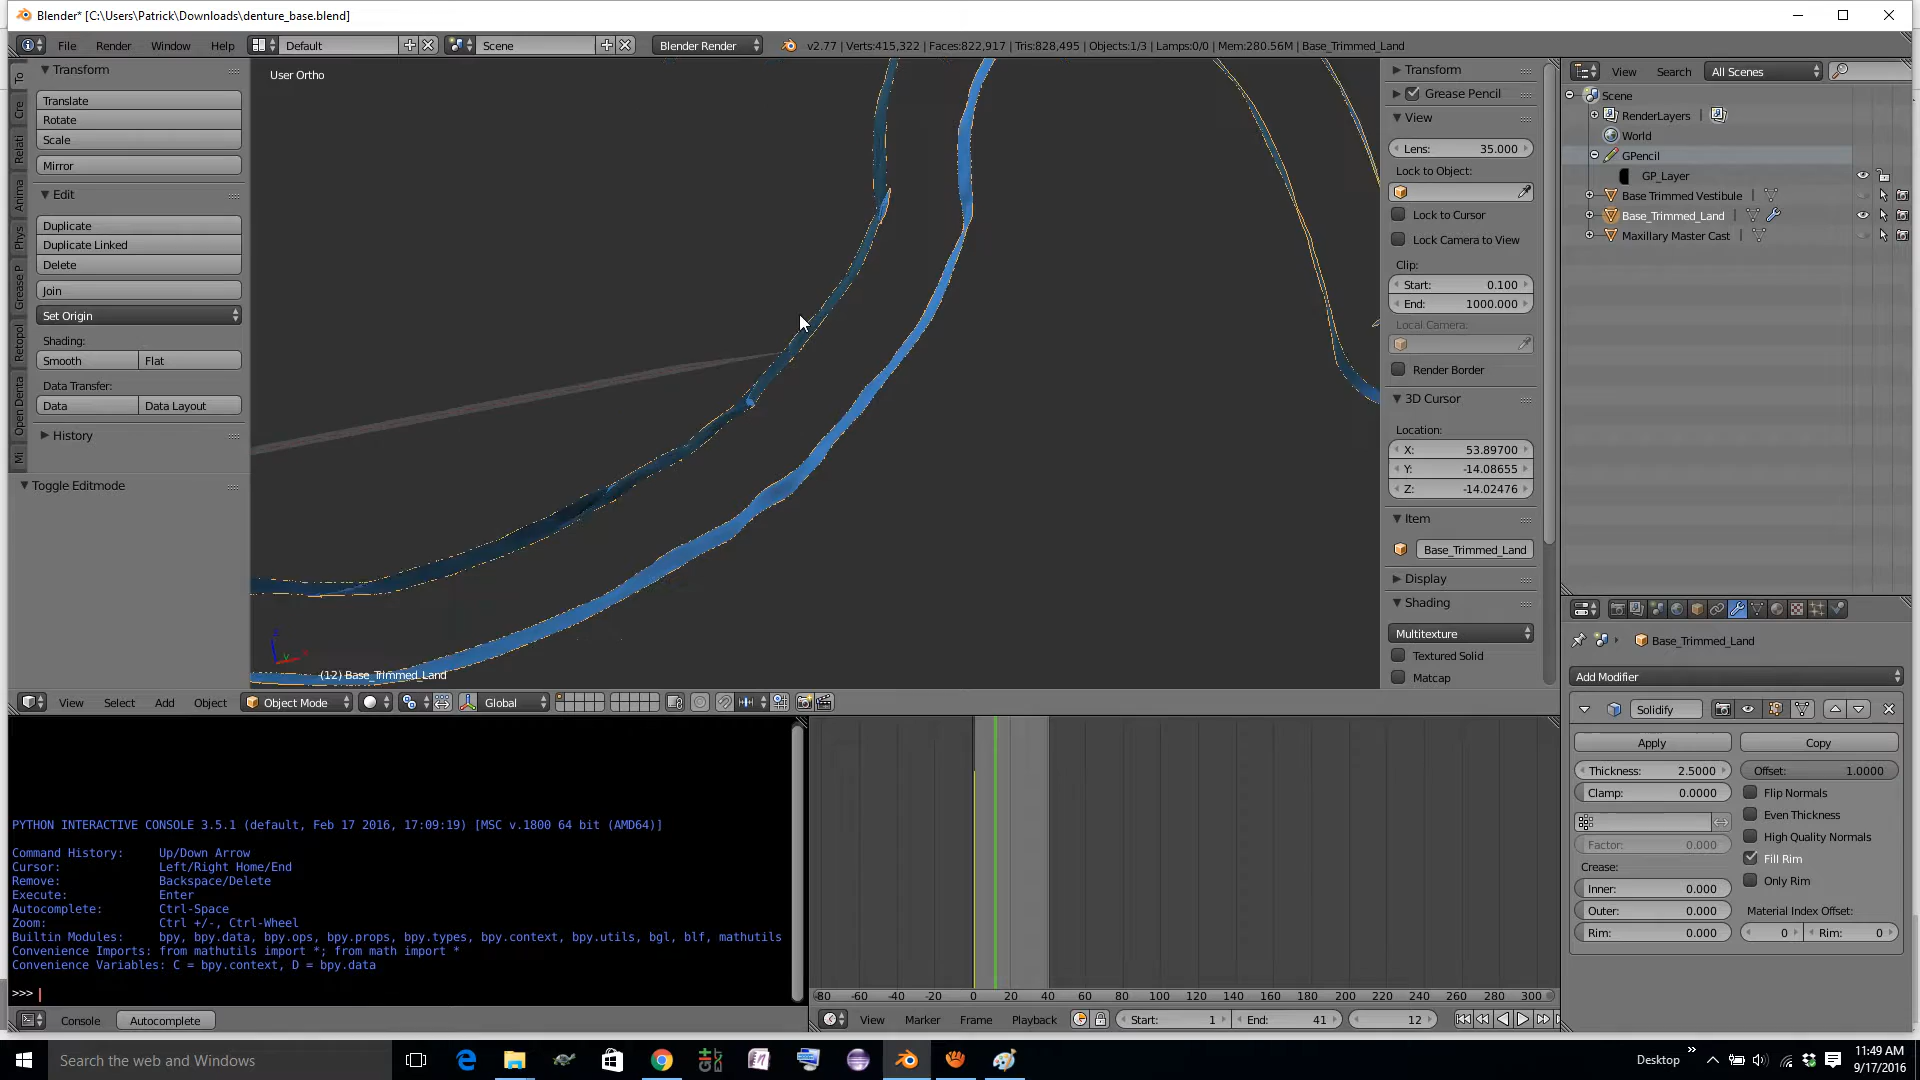 Blender* [C:\Users\Patrick\Downloads\denture_base.blend]
File Render Window Help Default Scene Blender Render v2.77 | Verts:415,322 | Faces:822,917 | Tris:828,495 | Objects:1/3 | Lamps:0/0 | Mem:280.56M | Base_Trimmed_Land
To
Cre
Relati
Anima
Phys
Grease P
Retopol
Open Denta
Mi
Transform
Translate
Rotate
Scale
Mirror
Edit
Duplicate
Duplicate Linked
Delete
Join
Set Origin
Shading:
Smooth Flat
Data Transfer:
Data Data Layout
History
Toggle Editmode
User Ortho
(12) Base_Trimmed_Land
View Select Add Object Object Mode Global
Transform
Grease Pencil
View
Lens: 35.000
Lock to Object:
Lock to Cursor
Lock Camera to View
Clip:
Start: 0.100
End: 1000.000
Local Camera:
Render Border
3D Cursor
Location:
X: 53.89700
Y: -14.08655
Z: -14.02476
Item
Base_Trimmed_Land
Display
Shading
Multitexture
Textured Solid
Matcap
View Search All Scenes
Scene
RenderLayers
World
GPencil
GP_Layer
Base Trimmed Vestibule
Base_Trimmed_Land
Maxillary Master Cast
Base_Trimmed_Land
Add Modifier
Solidify
Apply Copy
Thickness: 2.5000 Offset: 1.0000
Clamp: 0.0000 Flip Normals
Even Thickness
Factor: 0.000 High Quality Normals
Crease: Fill Rim
Inner: 0.000 Only Rim
Outer: 0.000 Material Index Offset:
Rim: 0.000 0 Rim: 0
PYTHON INTERACTIVE CONSOLE 3.5.1 (default, Feb 17 2016, 17:09:19) [MSC v.1800 64 bit (AMD64)]
Command History: Up/Down Arrow
Cursor: Left/Right Home/End
Remove: Backspace/Delete
Execute: Enter
Autocomplete: Ctrl-Space
Zoom: Ctrl +/-, Ctrl-Wheel
Builtin Modules: bpy, bpy.data, bpy.ops, bpy.props, bpy.types, bpy.context, bpy.utils, bgl, blf, mathutils
Convenience Imports: from mathutils import *; from math import *
Convenience Variables: C = bpy.context, D = bpy.data
>>>
Console Autocomplete
-80 -60 -40 -20 0 20 40 60 80 100 120 140 160 180 200 220 240 260 280 300
View Marker Frame Playback Start: 1 End: 41 12
Search the web and Windows
Desktop
11:49 AM
9/17/2016